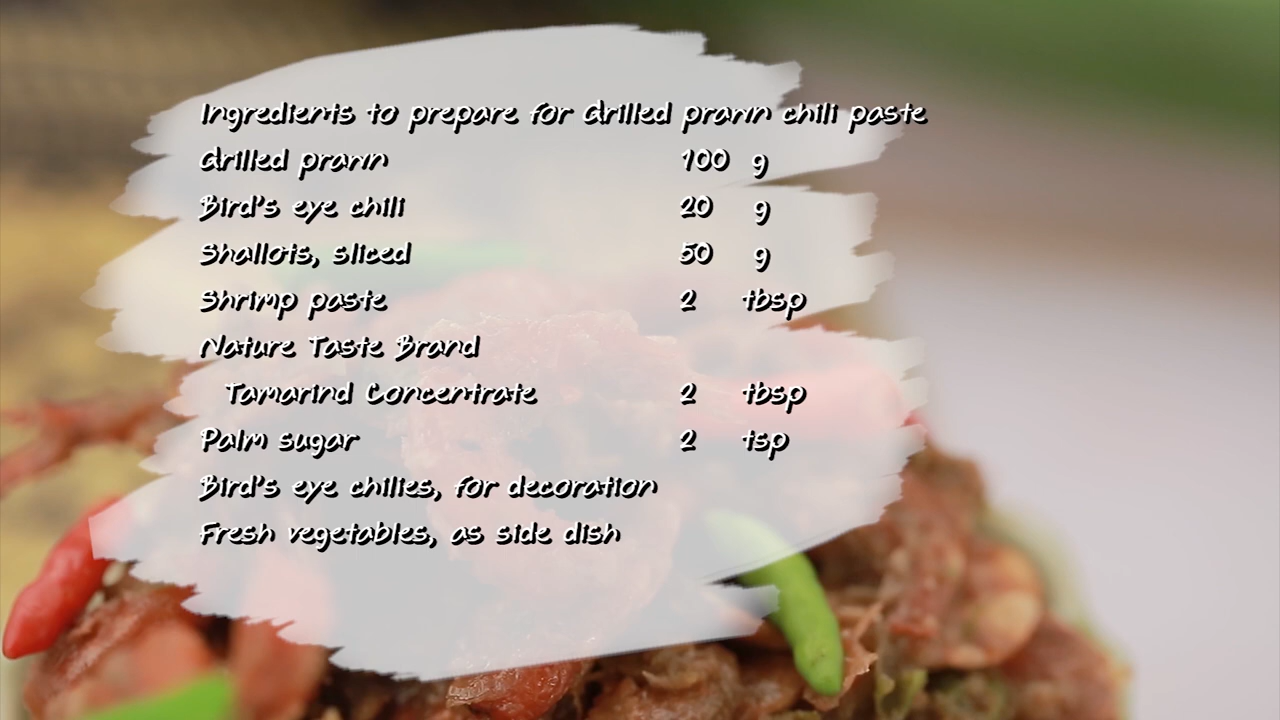 Ingredients to prepare for Grilled prawn chili paste
Grilled prawn 100 g
Bird's eye chili 20 g
Shallots, sliced 50 g
Shrimp paste 2 tbsp
Nature Taste Brand
Tamarind Concentrate 2 tbsp
Palm sugar 2 tsp
Bird's eye chilies, for decoration
Fresh vegetables, as side dish